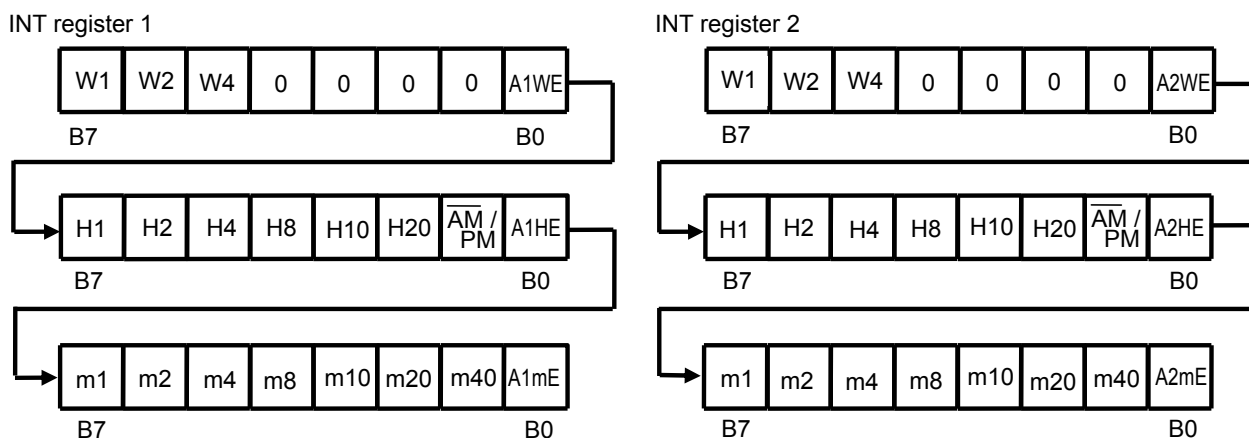 INT register 1
W1 W2 W4 0 0 0 0 A1WE
B7 B0
H1 H2 H4 H8 H10 H20 A̅M̅ / PM A1HE
B7 B0
m1 m2 m4 m8 m10 m20 m40 A1mE
B7 B0
INT register 2
W1 W2 W4 0 0 0 0 A2WE
B7 B0
H1 H2 H4 H8 H10 H20 A̅M̅ / PM A2HE
B7 B0
m1 m2 m4 m8 m10 m20 m40 A2mE
B7 B0